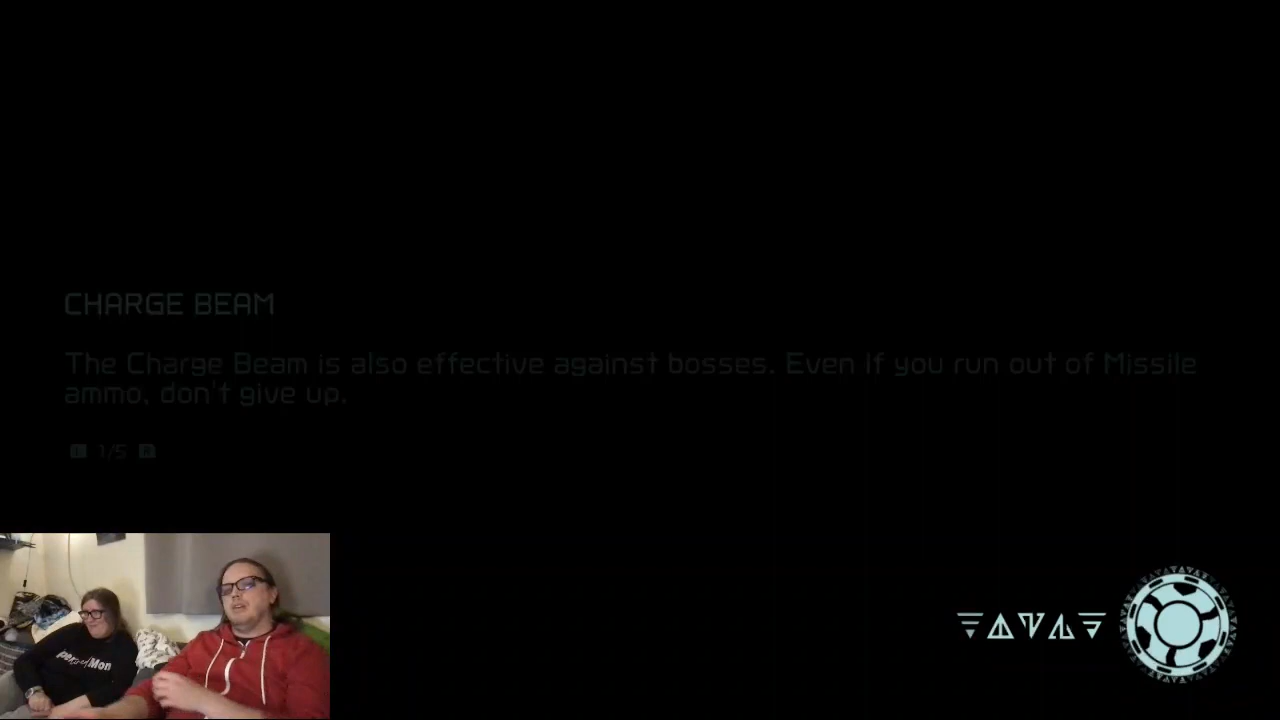 CHARGE BEAM
The Charge Beam is also effective against bosses. Even If you run out of Missile
ammo, don't give up.
L 1/5 R